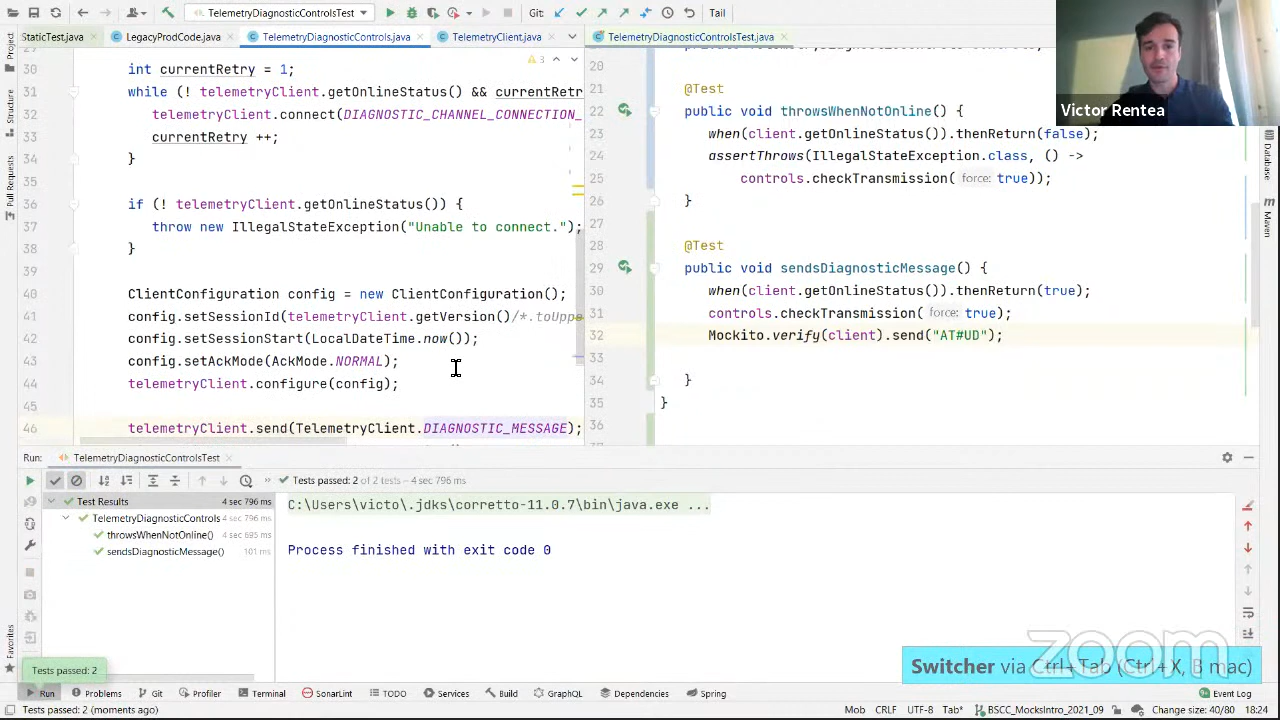 TelemetryDiagnosticControlsTest
Git:
Tail
StaticTest.java
LegacyProdCode.java
TelemetryDiagnosticControls.java
TelemetryClient.java
TelemetryDiagnosticControlsTest.java
Victor Rentea
Project
Structure
Pull Requests
Favorites
Database
Maven
3
30 int currentRetry = 1;
31 while (! telemetryClient.getOnlineStatus() && currentRetr
32 telemetryClient.connect(DIAGNOSTIC_CHANNEL_CONNECTION_
33 currentRetry ++;
34 }
35
36 if (! telemetryClient.getOnlineStatus()) {
37 throw new IllegalStateException("Unable to connect.");
38 }
39
40 ClientConfiguration config = new ClientConfiguration();
41 config.setSessionId(telemetryClient.getVersion()/*.toUppe
42 config.setSessionStart(LocalDateTime.now());
43 config.setAckMode(AckMode.NORMAL);
44 telemetryClient.configure(config);
45
46 telemetryClient.send(TelemetryClient.DIAGNOSTIC_MESSAGE);
20
21 @Test
22 public void throwsWhenNotOnline() {
23 when(client.getOnlineStatus()).thenReturn(false);
24 assertThrows(IllegalStateException.class, () ->
25 controls.checkTransmission( force: true));
26 }
27
28 @Test
29 public void sendsDiagnosticMessage() {
30 when(client.getOnlineStatus()).thenReturn(true);
31 controls.checkTransmission( force: true);
32 Mockito.verify(client).send("AT#UD");
33
34 }
35 }
36
Run: TelemetryDiagnosticControlsTest
Tests passed: 2 of 2 tests – 4 sec 796 ms
Test Results 4 sec 796 ms
TelemetryDiagnosticControls 4 sec 796 ms
throwsWhenNotOnline() 4 sec 695 ms
sendsDiagnosticMessage() 101 ms
C:\Users\victo\.jdks\corretto-11.0.7\bin\java.exe ...
Process finished with exit code 0
zoom
Switcher via Ctrl+Tab (Ctrl+X, B mac)
Tests passed: 2
Run
Problems
Git
Profiler
Terminal
SonarLint
TODO
Services
Build
GraphQL
Dependencies
Spring
Event Log
Tests passed: 2 (moments ago)
Mob CRLF UTF-8 Tab* BSCC_MocksIntro_2021_09 Change size: 40/80 18:24